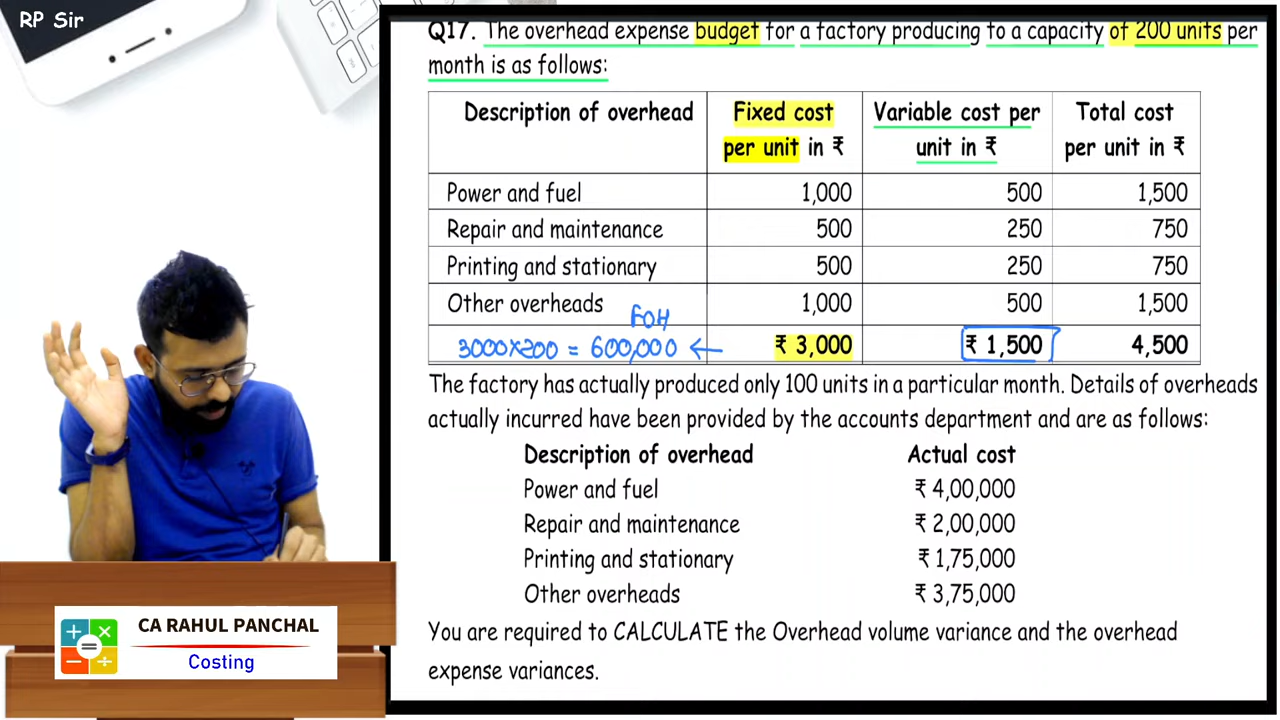 RP Sir
Q17. The overhead expense budget for a factory producing to a capacity of 200 units per
month is as follows:
Description of overhead Fixed cost per unit in ₹ Variable cost per unit in ₹ Total cost per unit in ₹
Power and fuel 1,000 500 1,500
Repair and maintenance 500 250 750
Printing and stationary 500 250 750
Other overheads 1,000 500 1,500
FOH
3000×200 = 600,000 ← ₹ 3,000 ₹ 1,500 4,500
The factory has actually produced only 100 units in a particular month. Details of overheads
actually incurred have been provided by the accounts department and are as follows:
Description of overhead Actual cost
Power and fuel ₹ 4,00,000
Repair and maintenance ₹ 2,00,000
Printing and stationary ₹ 1,75,000
Other overheads ₹ 3,75,000
You are required to CALCULATE the Overhead volume variance and the overhead
expense variances.
CA RAHUL PANCHAL
Costing